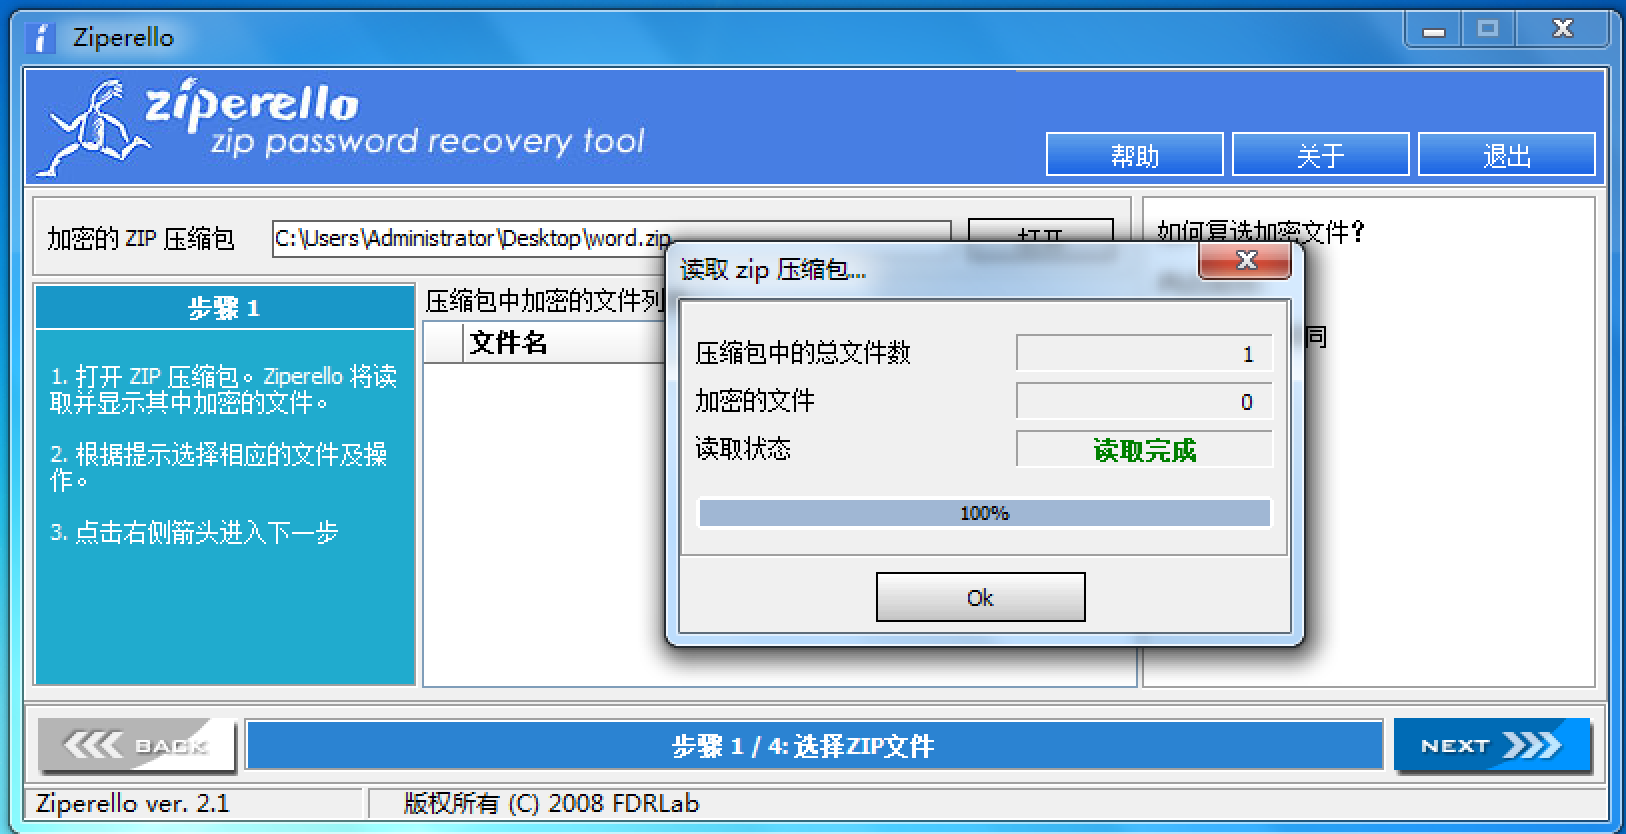 Ziperello
ziperello
zip password recovery tool
帮助
关于
退出
加密的 ZIP 压缩包
C:\Users\Administrator\Desktop\word.zip
打开
如何复选加密文件?
同
步骤 1
1. 打开 ZIP 压缩包。Ziperello 将读
取并显示其中加密的文件。
2. 根据提示选择相应的文件及操
作。
3. 点击右侧箭头进入下一步
压缩包中加密的文件列
文件名
读取 zip 压缩包...
压缩包中的总文件数
1
加密的文件
0
读取状态
读取完成
100%
Ok
BACK
步骤 1 / 4: 选择ZIP文件
NEXT
Ziperello ver. 2.1
版权所有 (C) 2008 FDRLab